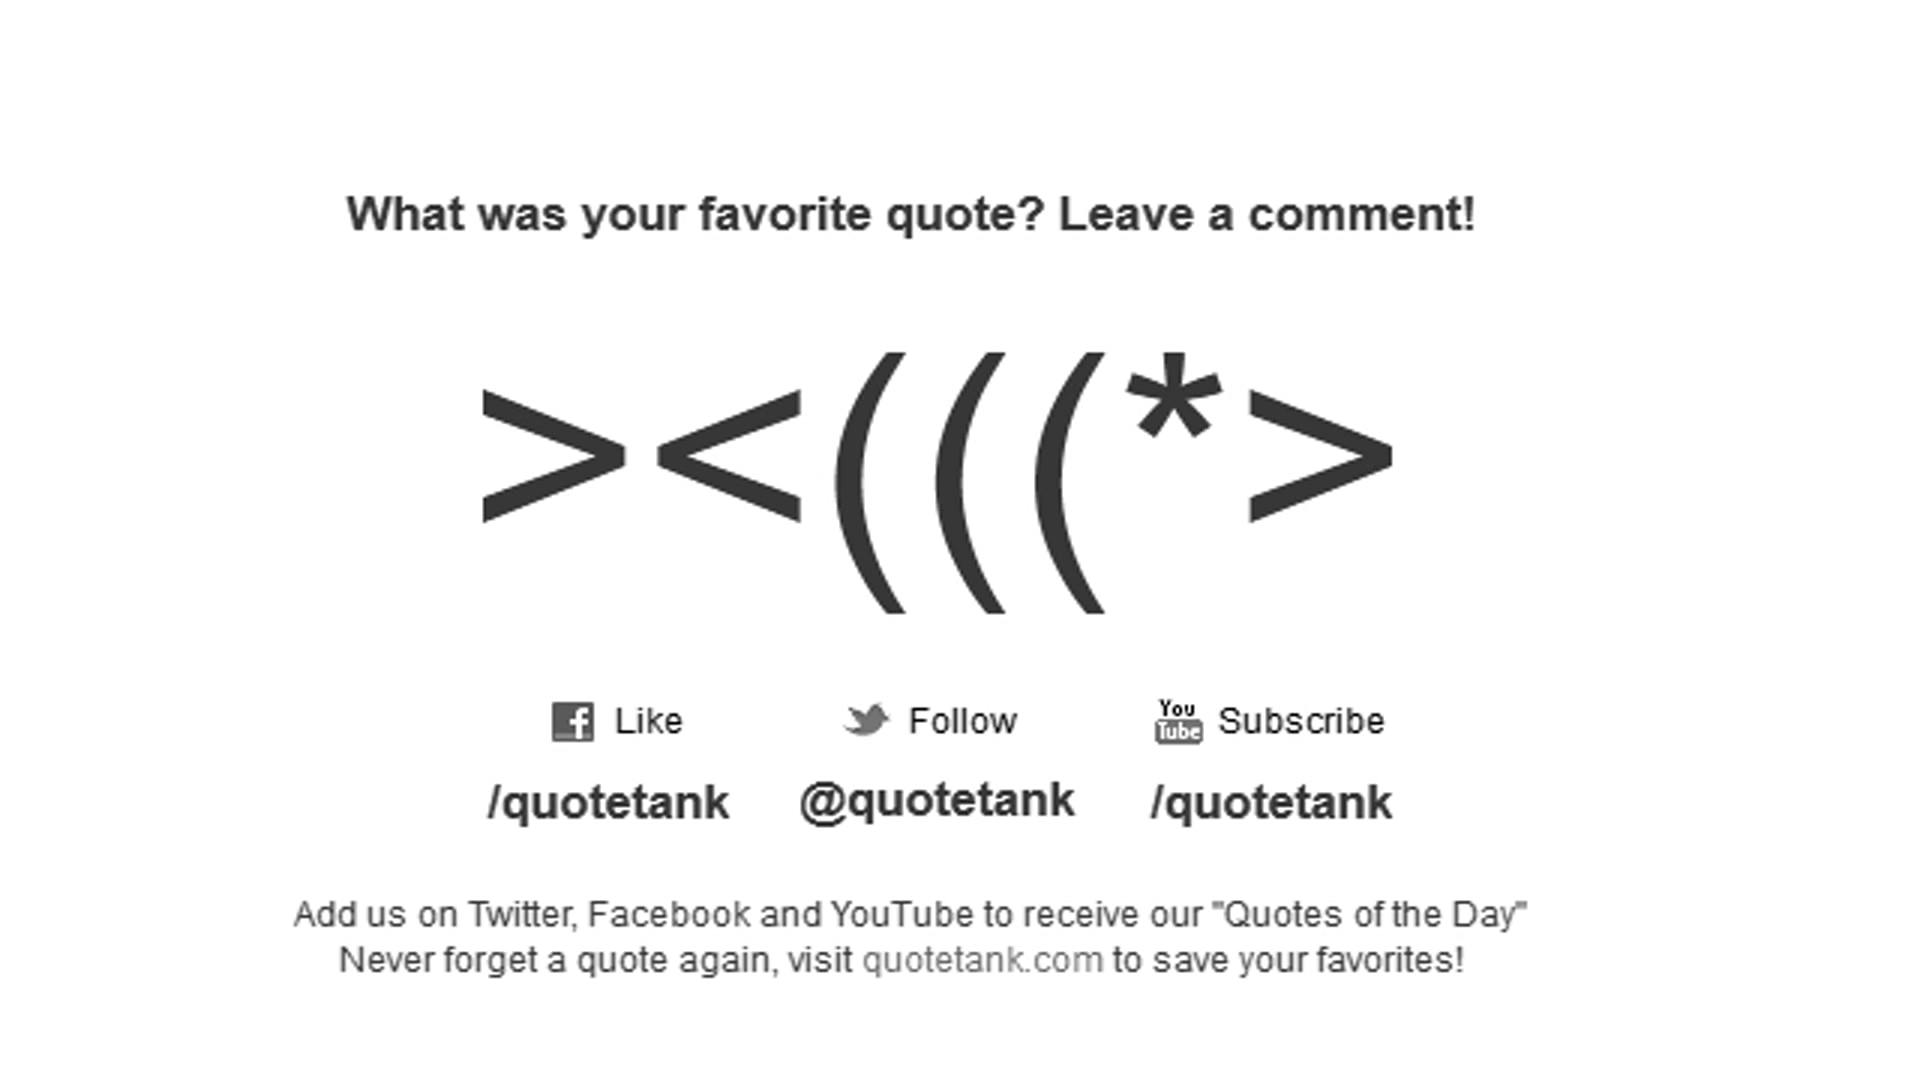 What was your favorite quote? Leave a comment!
><(((*>
f Like Follow You Tube Subscribe
/quotetank @quotetank /quotetank
Add us on Twitter, Facebook and YouTube to receive our "Quotes of the Day"
Never forget a quote again, visit quotetank.com to save your favorites!